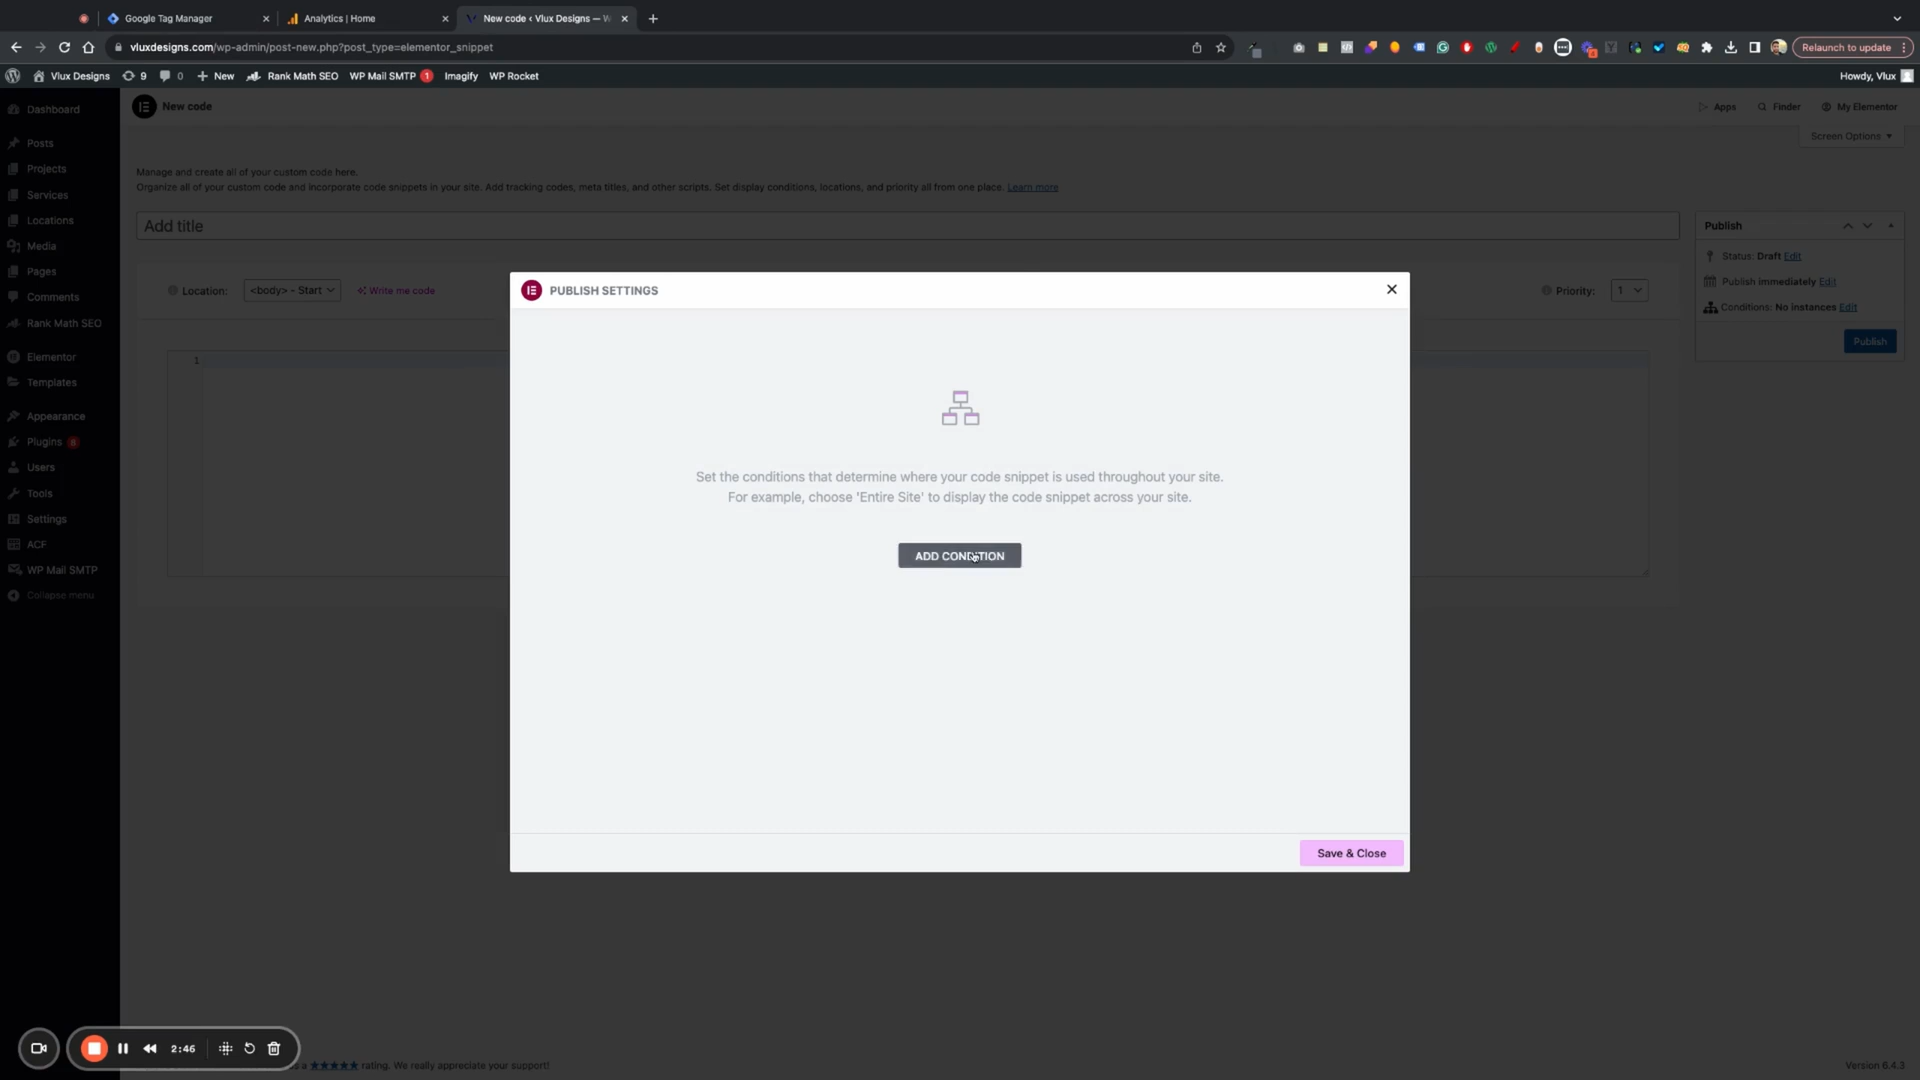 Google Tag Manager
Analytics | Home
New code ‹ Vlux Designs — W
vluxdesigns.com/wp-admin/post-new.php?post_type=elementor_snippet
Relaunch to update
Vlux Designs
9
0
New
Rank Math SEO
WP Mail SMTP 1
Imagify
WP Rocket
Howdy, Vlux
Dashboard
Posts
Projects
Services
Locations
Media
Pages
Comments
Rank Math SEO
Elementor
Templates
Appearance
Plugins 8
Users
Tools
Settings
ACF
WP Mail SMTP
Collapse menu
New code
Apps
Finder
My Elementor
Screen Options
Manage and create all of your custom code here.
Organize all of your custom code and incorporate code snippets in your site. Add tracking codes, meta titles, and other scripts. Set display conditions, locations, and priority all from one place. Learn more
Add title
Location:
<body> - Start
Write me code
Priority:
1
1
Publish
Status: Draft Edit
Publish immediately Edit
Conditions: No instances Edit
Publish
PUBLISH SETTINGS
Set the conditions that determine where your code snippet is used throughout your site.
For example, choose 'Entire Site' to display the code snippet across your site.
ADD CONDITION
Save & Close
2:46
a ★★★★★ rating. We really appreciate your support!
Version 6.4.3